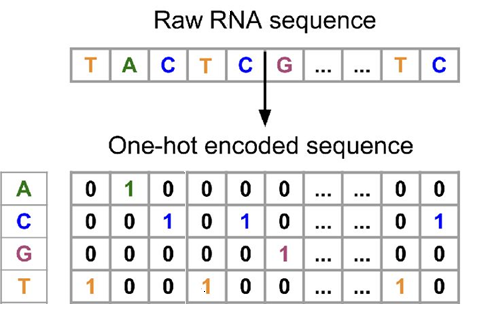 Raw RNA sequence
T A C T C G ... ... T C
One-hot encoded sequence
A 0 1 0 0 0 0 ... ... 0 0
C 0 0 1 0 1 0 ... ... 0 1
G 0 0 0 0 0 1 ... ... 0 0
T 1 0 0 1 0 0 ... ... 1 0